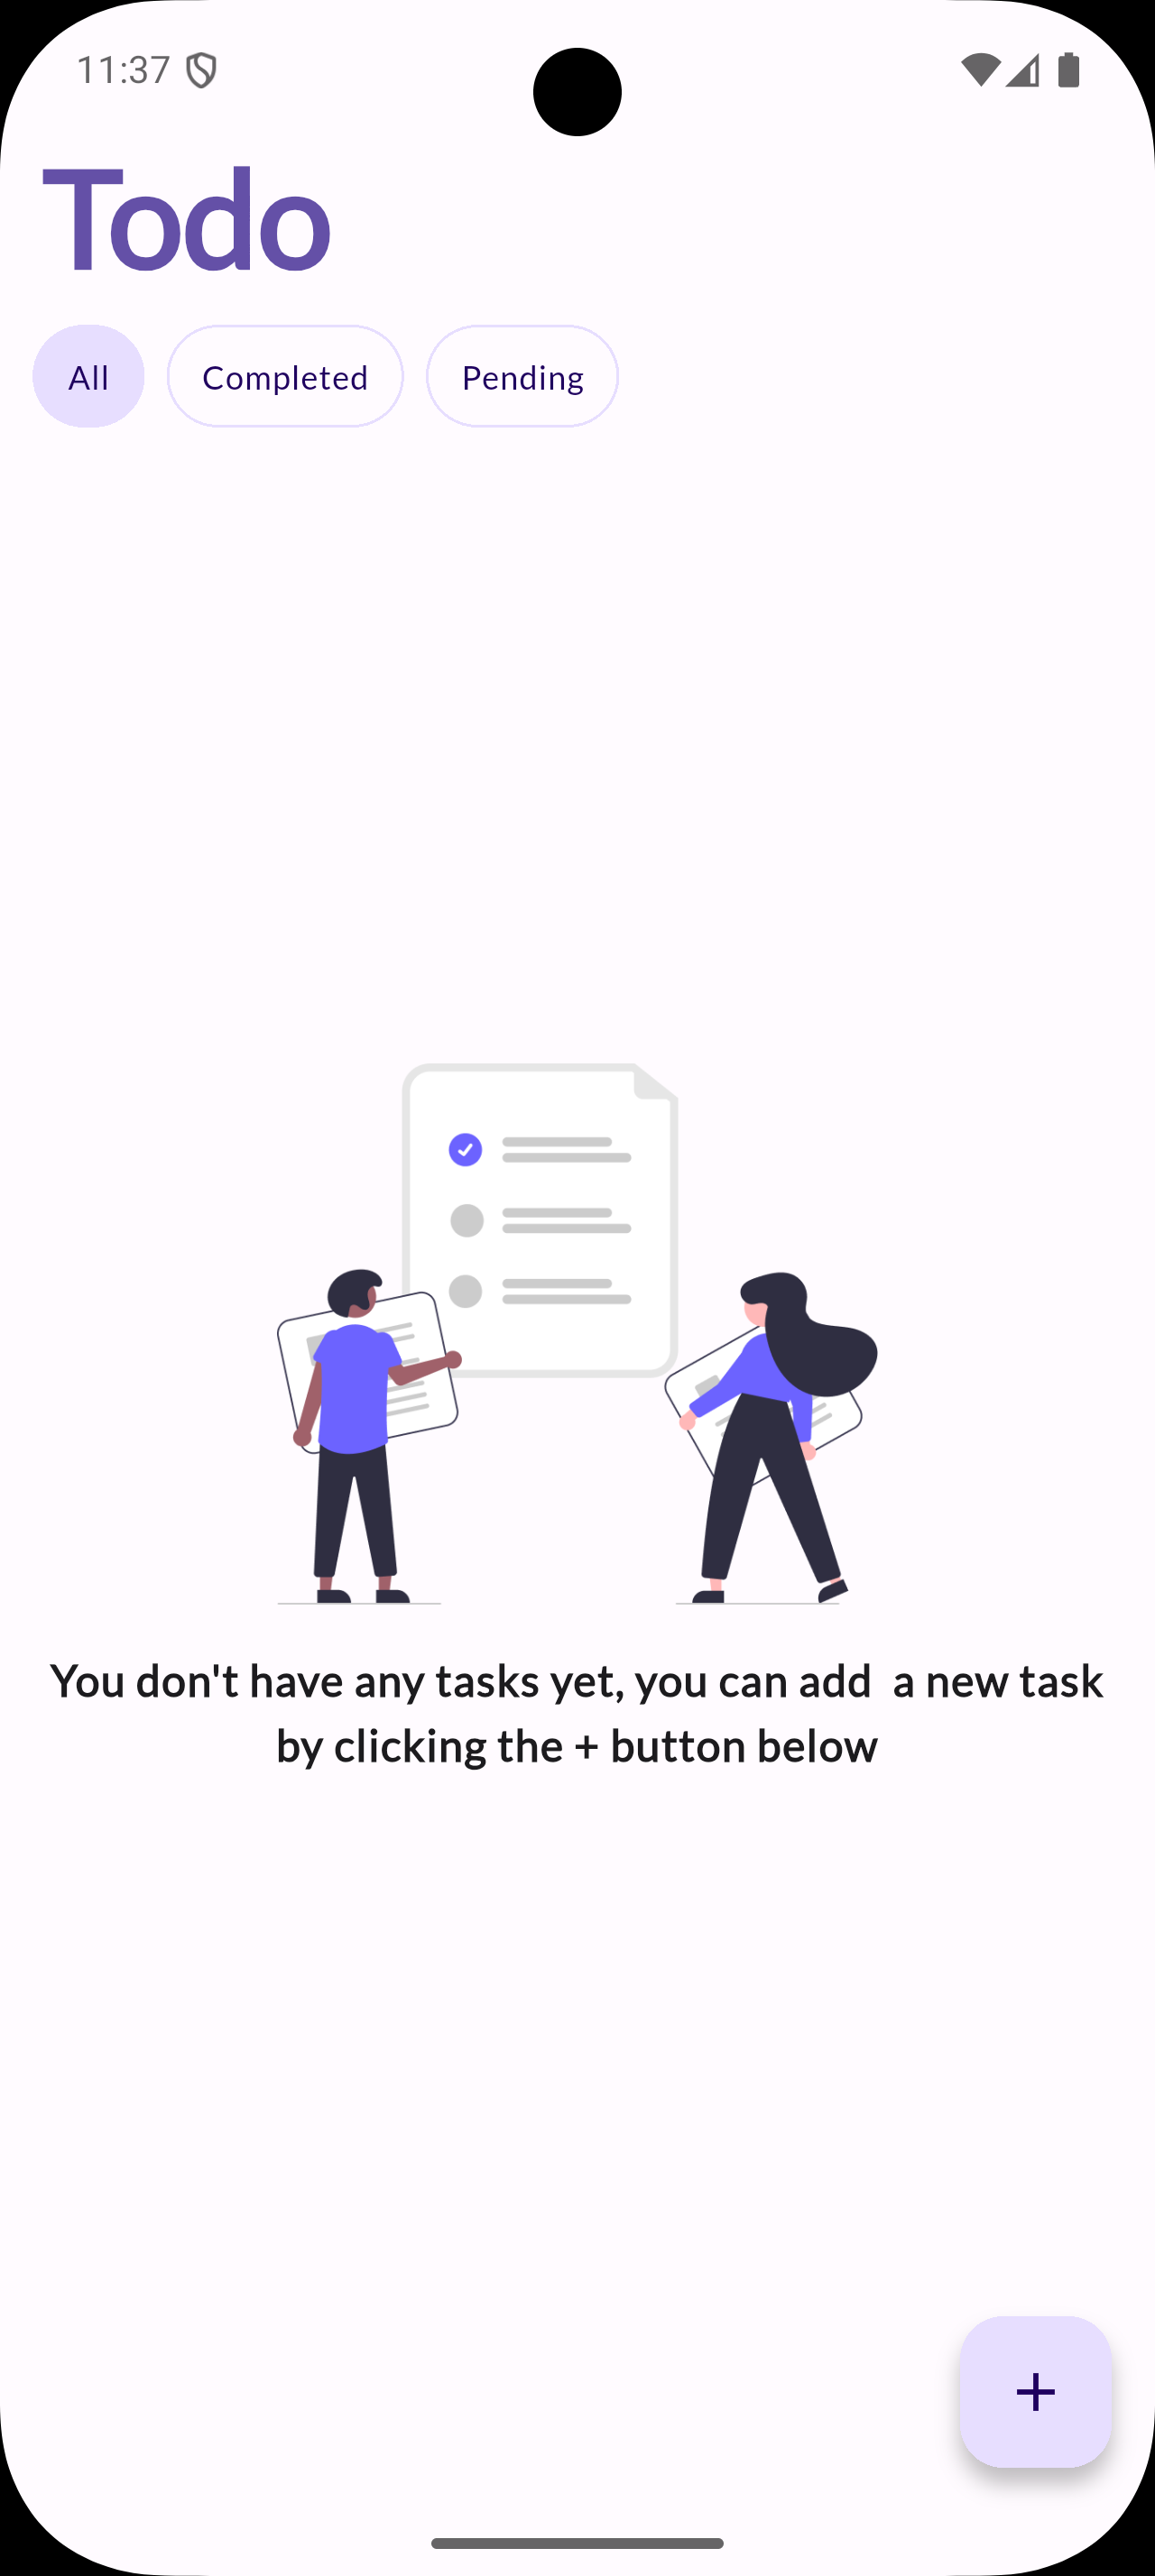 11:37
Todo
All
Completed
Pending
You don't have any tasks yet, you can add  a new task
by clicking the + button below
+